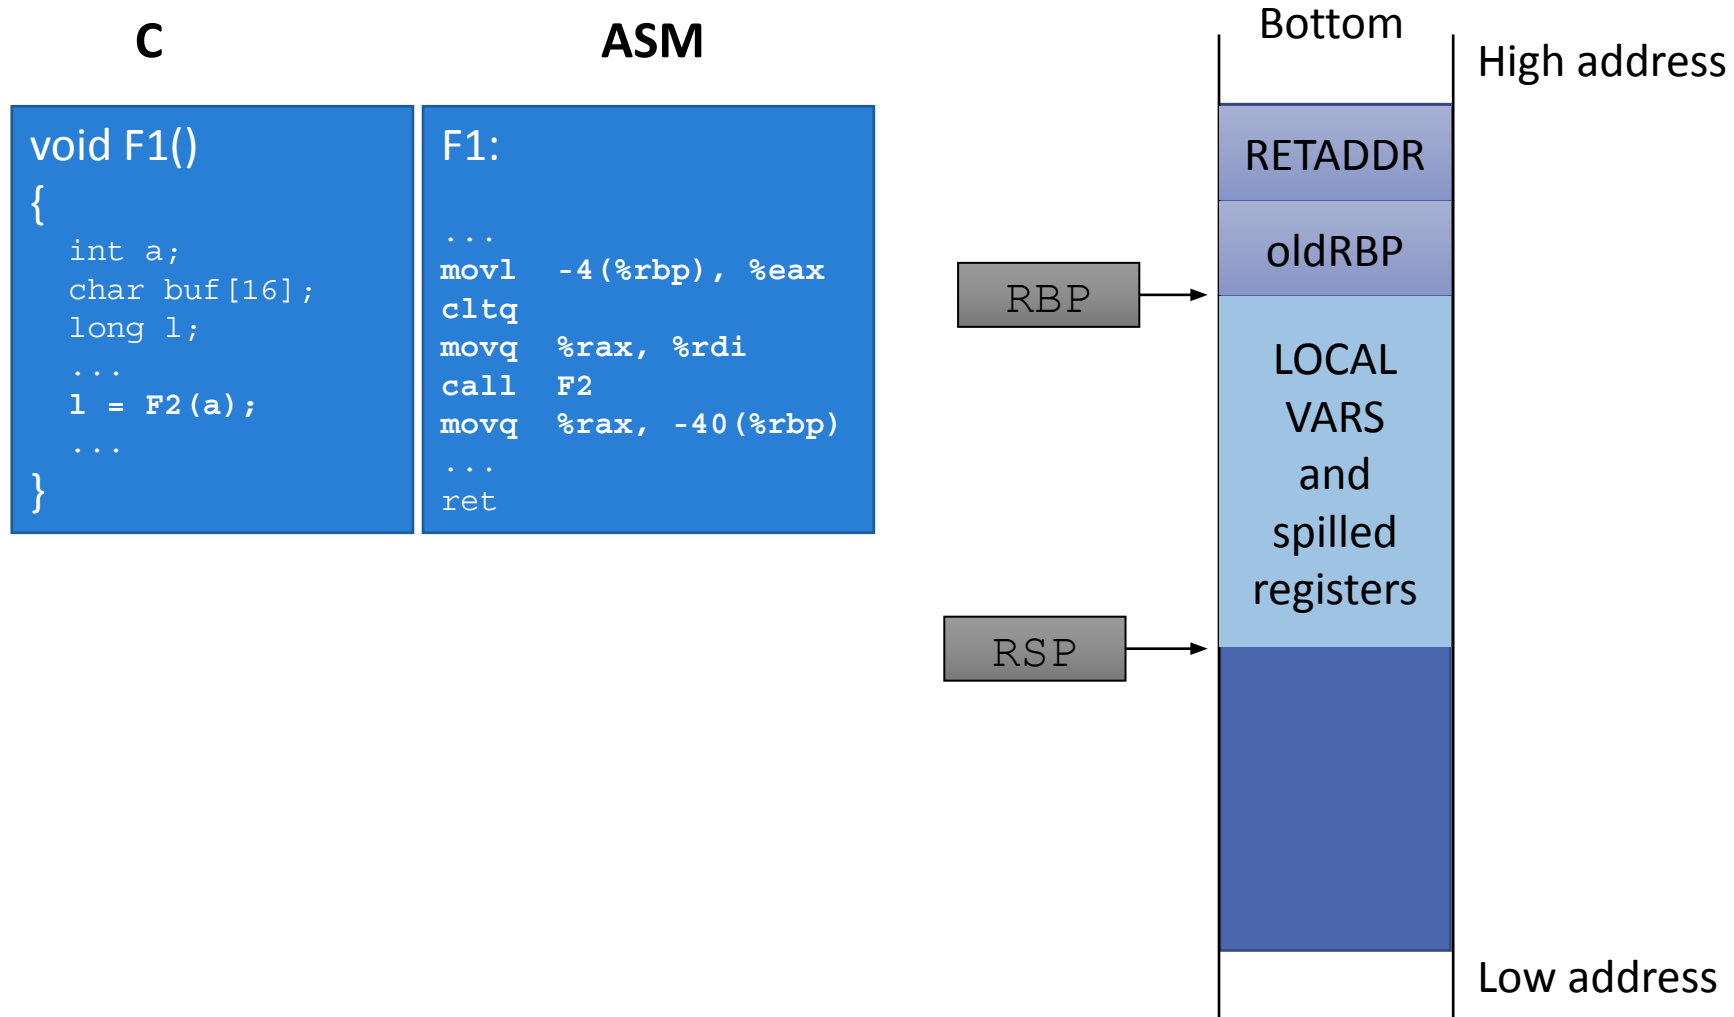 C
void F1()
{
int a;
char buf[16];
long l;
...
l = F2(a);
...
}
ASM
F1:
...
movl -4(%rbp), %eax
cltq
movq %rax, %rdi
call F2
movq %rax, -40(%rbp)
...
ret
Bottom
High address
RETADDR
oldRBP
RBP
LOCAL
VARS
and
spilled
registers
RSP
Low address